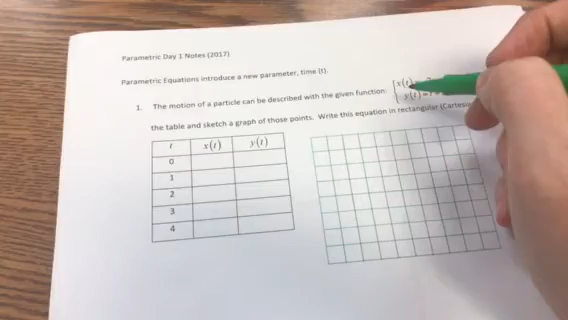 Parametric Day 1 Notes (2017)
Parametric Equations introduce a new parameter, time (t).
1. The motion of a particle can be described with the given function: x(t)=
y(t)=
the table and sketch a graph of those points. Write this equation in rectangular
t x(t) y(t)
0
1
2
3
4